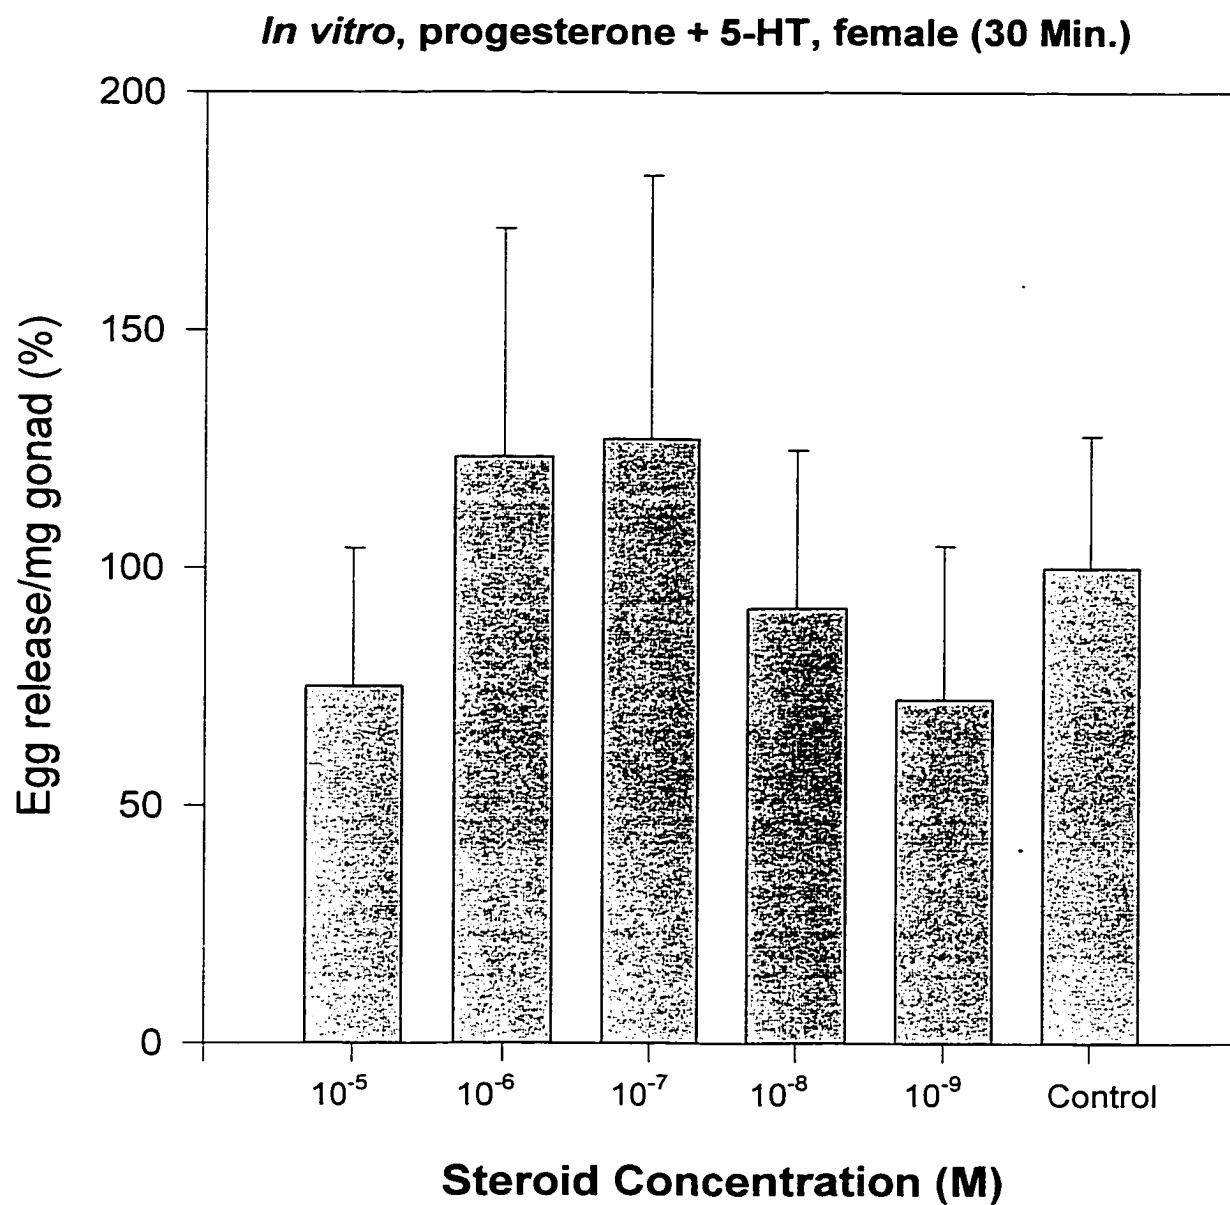 In vitro, progesterone + 5-HT, female (30 Min.)
Egg release/mg gonad (%)
200
150
100
50
0
10⁻⁵ 10⁻⁶ 10⁻⁷ 10⁻⁸ 10⁻⁹ Control
Steroid Concentration (M)